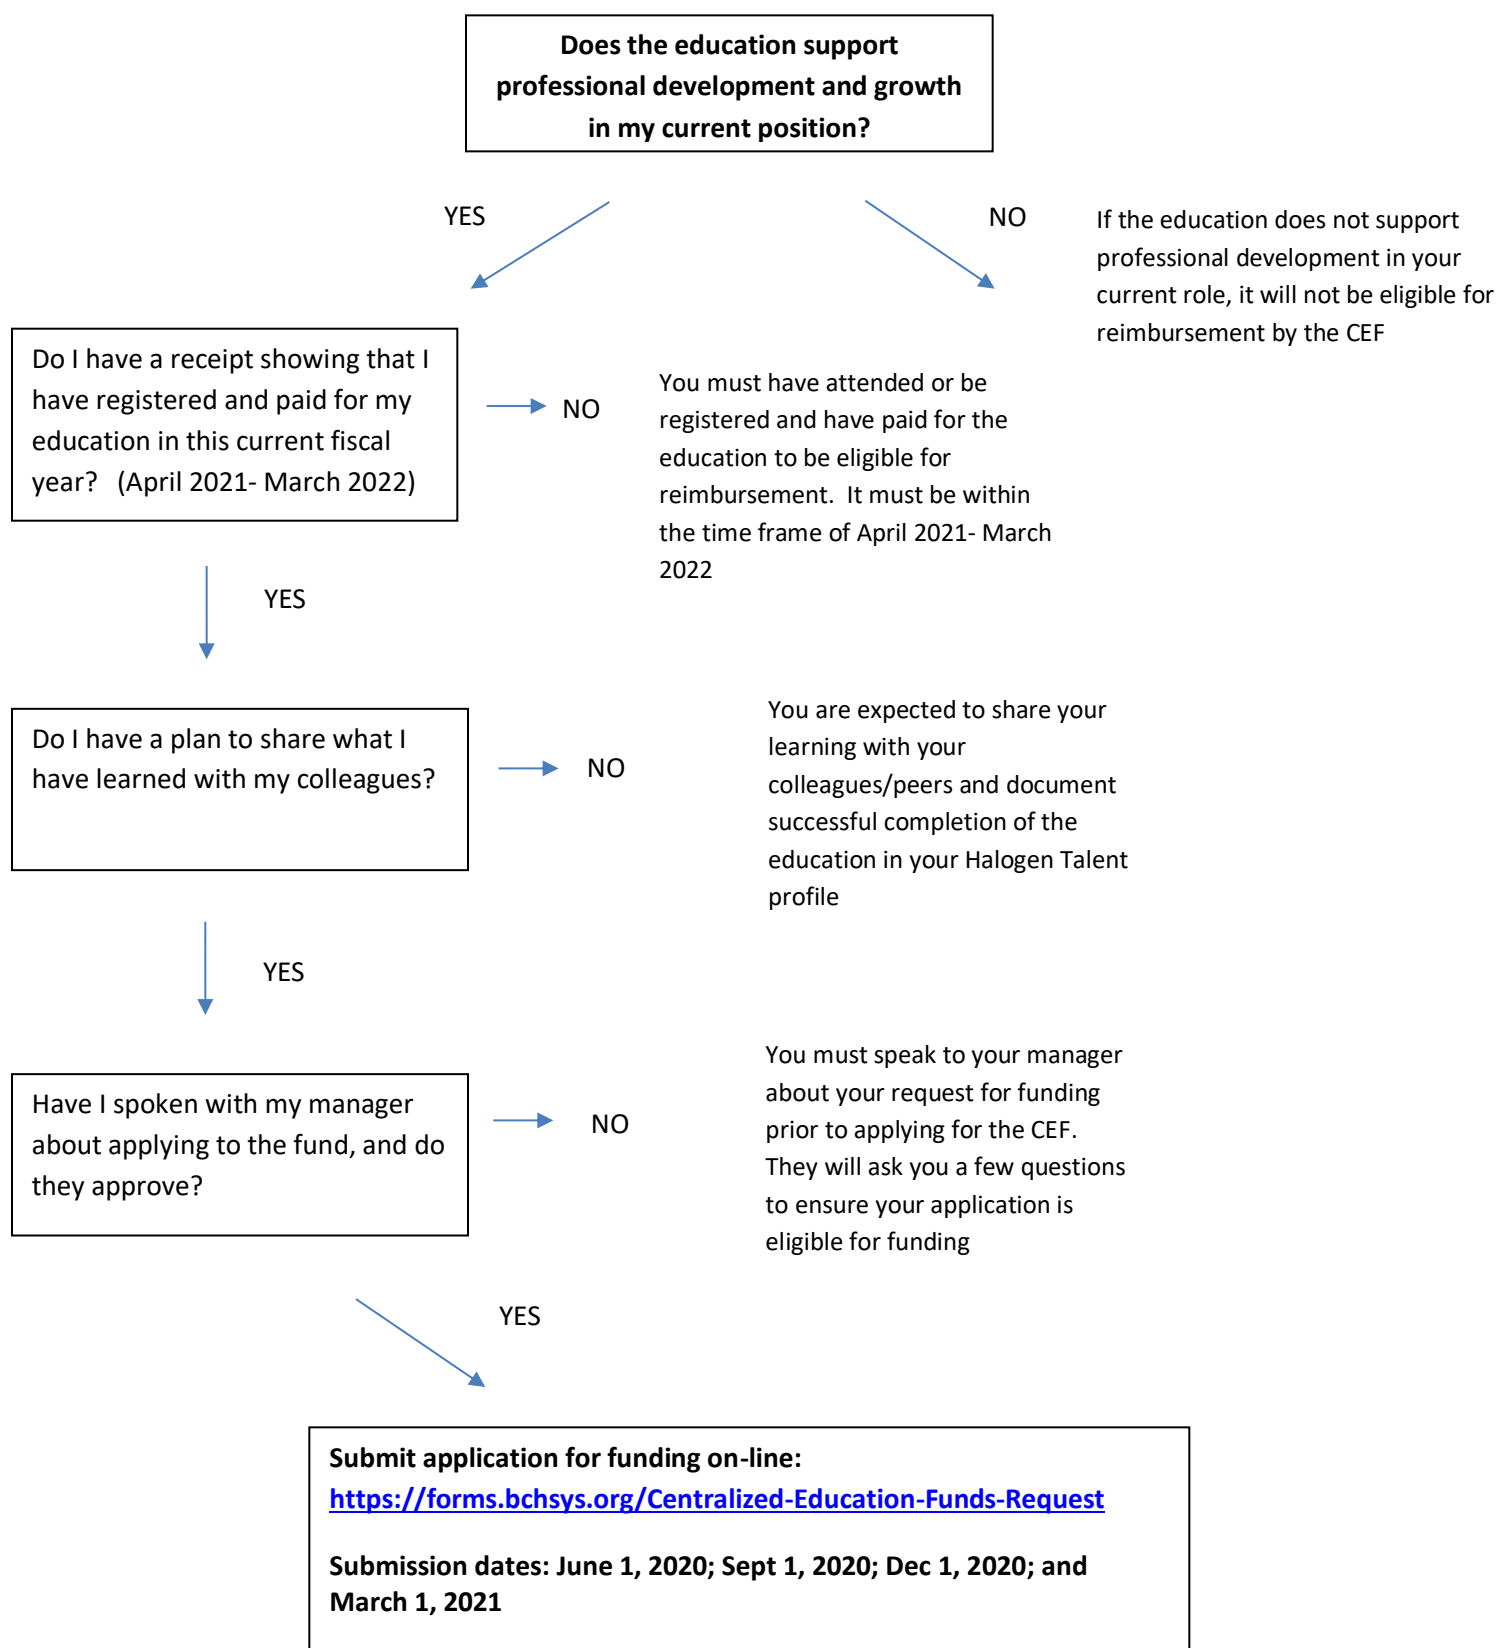 Does the education support
professional development and growth
in my current position?
YES
NO
If the education does not support
professional development in your
current role, it will not be eligible for
reimbursement by the CEF
Do I have a receipt showing that I
have registered and paid for my
education in this current fiscal
year?   (April 2021- March 2022)
NO
You must have attended or be
registered and have paid for the
education to be eligible for
reimbursement.  It must be within
the time frame of April 2021- March
2022
YES
Do I have a plan to share what I
have learned with my colleagues?
NO
You are expected to share your
learning with your
colleagues/peers and document
successful completion of the
education in your Halogen Talent
profile
YES
Have I spoken with my manager
about applying to the fund, and do
they approve?
NO
You must speak to your manager
about your request for funding
prior to applying for the CEF.
They will ask you a few questions
to ensure your application is
eligible for funding
YES
Submit application for funding on-line:
https://forms.bchsys.org/Centralized-Education-Funds-Request
Submission dates: June 1, 2020; Sept 1, 2020; Dec 1, 2020; and
March 1, 2021